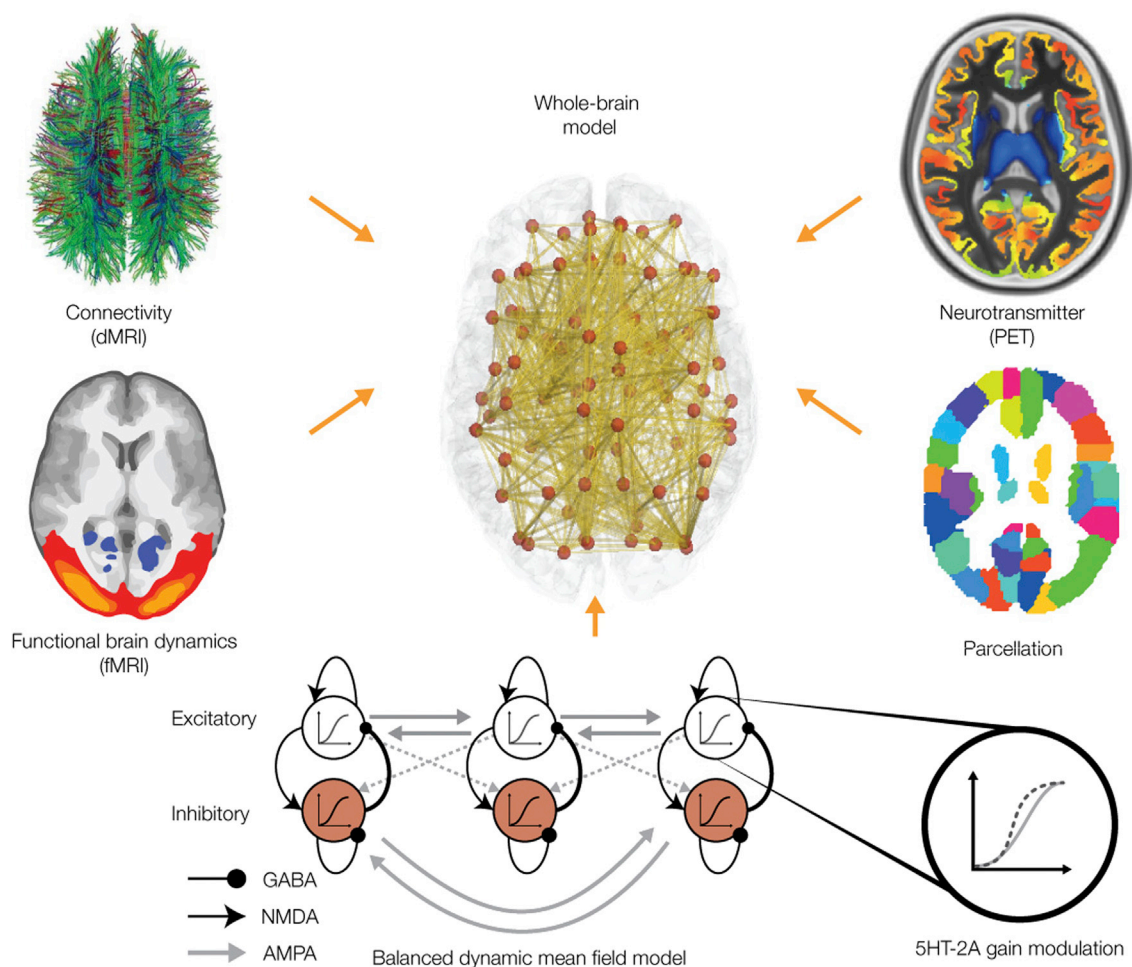 Whole-brain
model
Connectivity
(dMRI)
Neurotransmitter
(PET)
Functional brain dynamics
(fMRI)
Parcellation
Excitatory
Inhibitory
GABA
NMDA
AMPA
Balanced dynamic mean field model
5HT-2A gain modulation